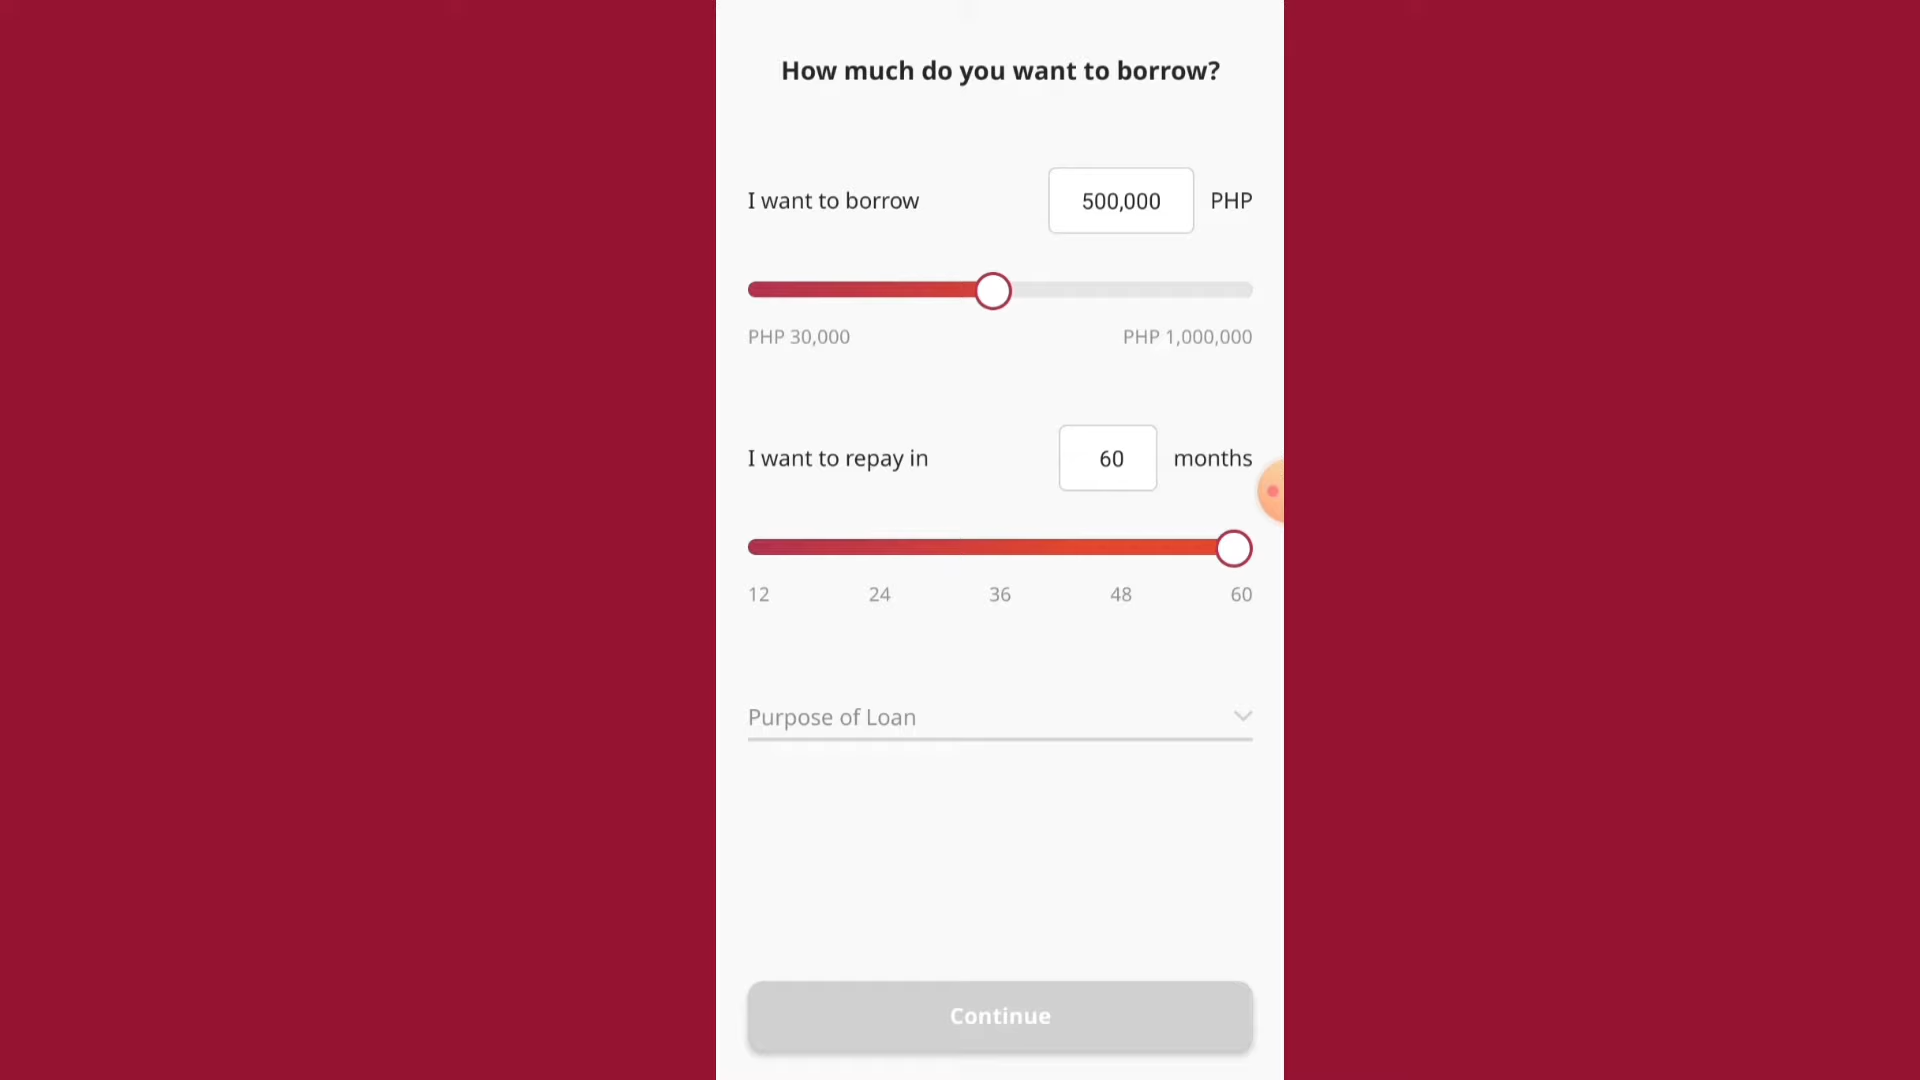 How much do you want to borrow?
I want to borrow 500,000 PHP
PHP 30,000 PHP 1,000,000
I want to repay in 60 months
12 24 36 48 60
Purpose of Loan
Continue